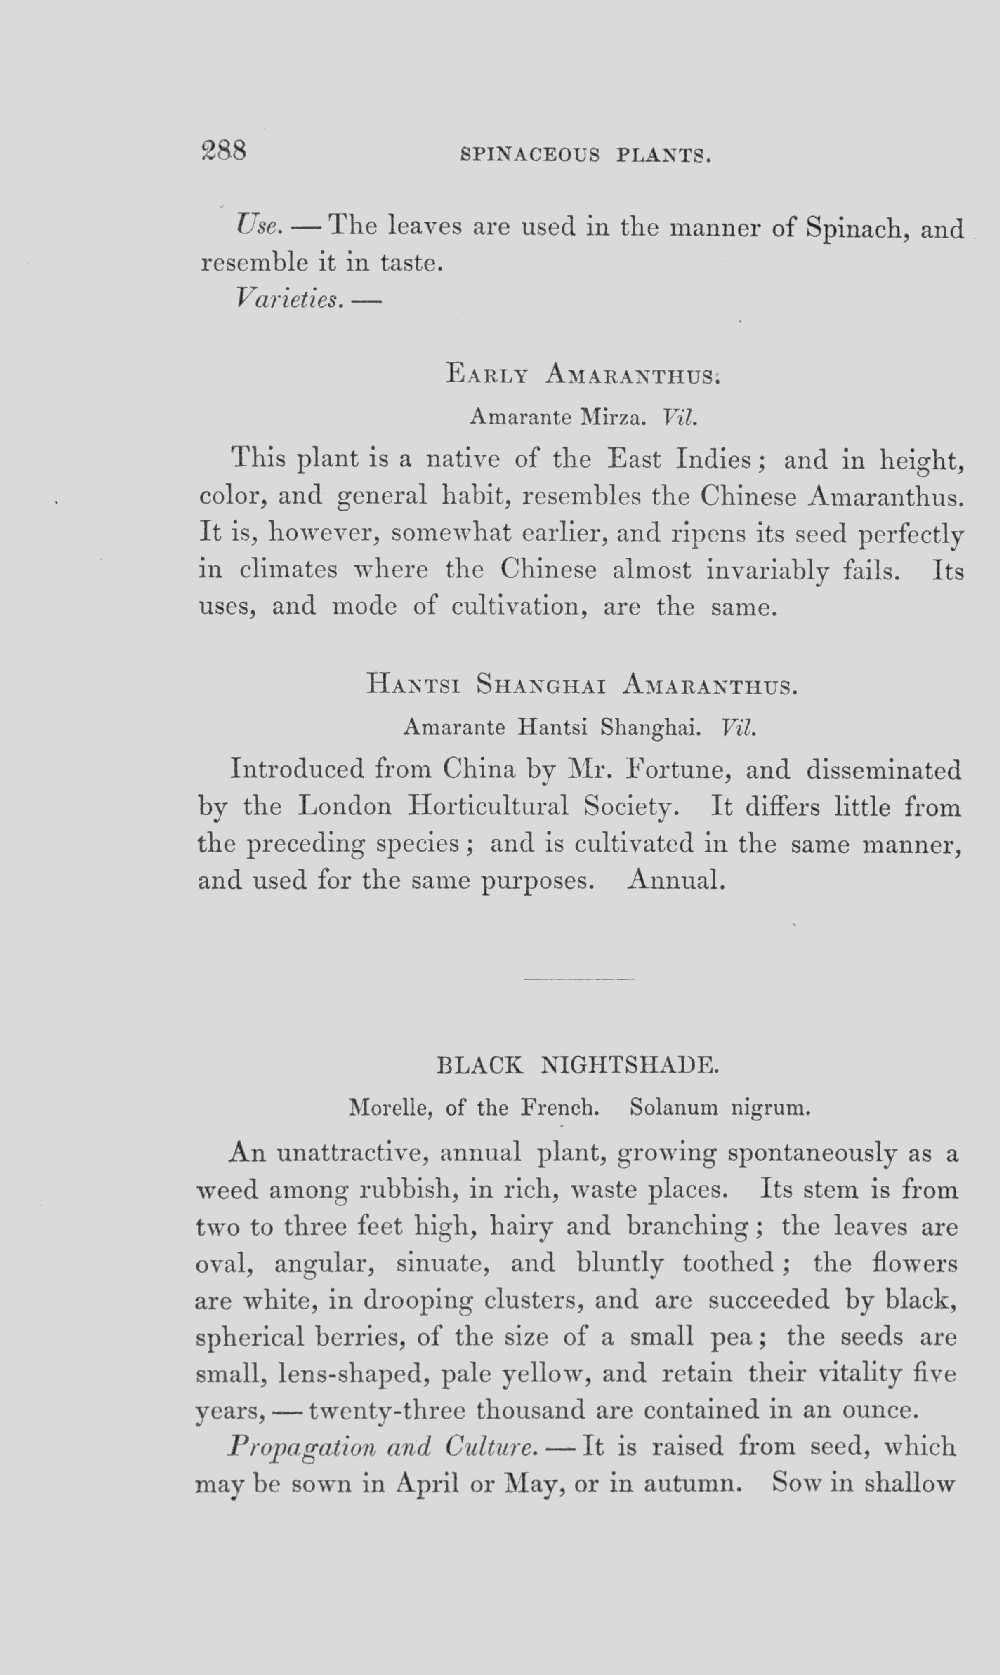 288 SPINACEOUS PLANTS.
Use. — The leaves are used in the manner of Spinach, and
resemble it in taste.
Varieties. —
EARLY AMARANTHUS.
Amarante Mirza. Vil.
This plant is a native of the East Indies; and in height,
color, and general habit, resembles the Chinese Amaranthus.
It is, however, somewhat earlier, and ripens its seed perfectly
in climates where the Chinese almost invariably fails. Its
uses, and mode of cultivation, are the same.
HANTSI SHANGHAI AMARANTHUS.
Amarante Hantsi Shanghai. Vil.
Introduced from China by Mr. Fortune, and disseminated
by the London Horticultural Society. It differs little from
the preceding species; and is cultivated in the same manner,
and used for the same purposes. Annual.
BLACK NIGHTSHADE.
Morelle, of the French. Solanum nigrum.
An unattractive, annual plant, growing spontaneously as a
weed among rubbish, in rich, waste places. Its stem is from
two to three feet high, hairy and branching; the leaves are
oval, angular, sinuate, and bluntly toothed; the flowers
are white, in drooping clusters, and are succeeded by black,
spherical berries, of the size of a small pea; the seeds are
small, lens-shaped, pale yellow, and retain their vitality five
years, — twenty-three thousand are contained in an ounce.
Propagation and Culture. — It is raised from seed, which
may be sown in April or May, or in autumn. Sow in shallow